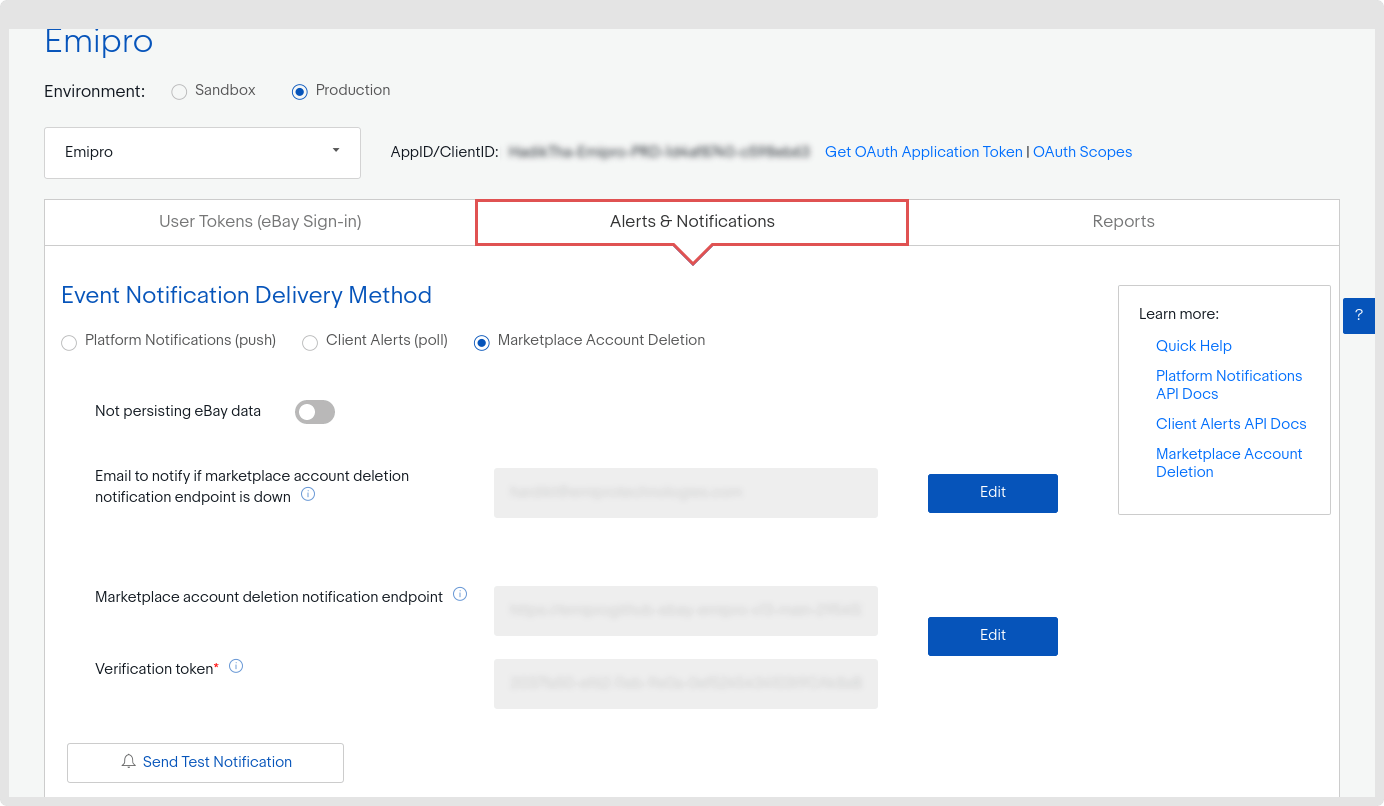 Emipro
Environment: Sandbox Production
Emipro AppID/ClientID: Get OAuth Application Token | OAuth Scopes
User Tokens (eBay Sign-in) Alerts & Notifications Reports
Event Notification Delivery Method
Platform Notifications (push) Client Alerts (poll) Marketplace Account Deletion
Not persisting eBay data
Email to notify if marketplace account deletion
notification endpoint is down
Edit
Marketplace account deletion notification endpoint
Edit
Verification token*
Send Test Notification
Learn more:
Quick Help
Platform Notifications
API Docs
Client Alerts API Docs
Marketplace Account
Deletion
?